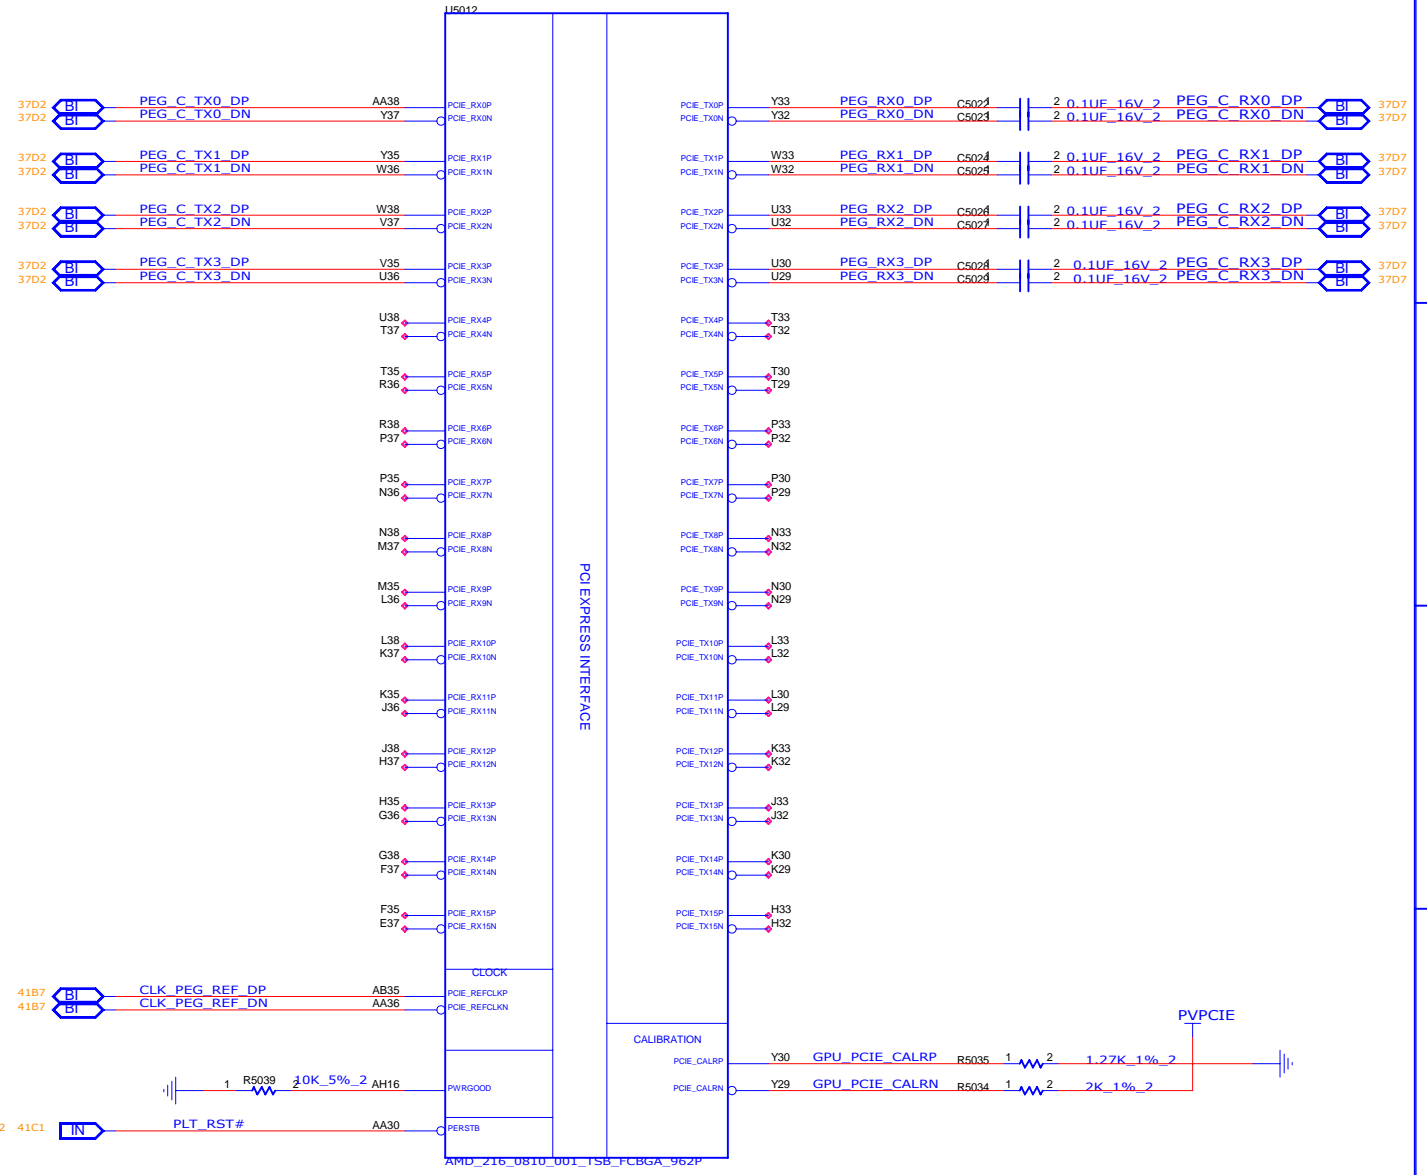 U5012
37D2 BI PEG_C_TX0_DP AA38 PCIE_RX0P PCIE_TX0P Y33 PEG_RX0_DP C5022 1 2 0.1UF_16V_2 PEG_C_RX0_DP BI 37D7
37D2 BI PEG_C_TX0_DN Y37 PCIE_RX0N PCIE_TX0N Y32 PEG_RX0_DN C5023 1 2 0.1UF_16V_2 PEG_C_RX0_DN BI 37D7
37D2 BI PEG_C_TX1_DP Y35 PCIE_RX1P PCIE_TX1P W33 PEG_RX1_DP C5024 1 2 0.1UF_16V_2 PEG_C_RX1_DP BI 37D7
37D2 BI PEG_C_TX1_DN W36 PCIE_RX1N PCIE_TX1N W32 PEG_RX1_DN C5025 1 2 0.1UF_16V_2 PEG_C_RX1_DN BI 37D7
37D2 BI PEG_C_TX2_DP W38 PCIE_RX2P PCIE_TX2P U33 PEG_RX2_DP C5026 1 2 0.1UF_16V_2 PEG_C_RX2_DP BI 37D7
37D2 BI PEG_C_TX2_DN V37 PCIE_RX2N PCIE_TX2N U32 PEG_RX2_DN C5027 1 2 0.1UF_16V_2 PEG_C_RX2_DN BI 37D7
37D2 BI PEG_C_TX3_DP V35 PCIE_RX3P PCIE_TX3P U30 PEG_RX3_DP C5028 1 2 0.1UF_16V_2 PEG_C_RX3_DP BI 37D7
37D2 BI PEG_C_TX3_DN U36 PCIE_RX3N PCIE_TX3N U29 PEG_RX3_DN C5029 1 2 0.1UF_16V_2 PEG_C_RX3_DN BI 37D7
U38 PCIE_RX4P PCIE_TX4P T33
T37 PCIE_RX4N PCIE_TX4N T32
T35 PCIE_RX5P PCIE_TX5P T30
R36 PCIE_RX5N PCIE_TX5N T29
R38 PCIE_RX6P PCIE_TX6P P33
P37 PCIE_RX6N PCIE_TX6N P32
P35 PCIE_RX7P PCIE_TX7P P30
N36 PCIE_RX7N PCIE_TX7N P29
N38 PCIE_RX8P PCIE_TX8P N33
M37 PCIE_RX8N PCIE_TX8N N32
PCI EXPRESS INTERFACE
M35 PCIE_RX9P PCIE_TX9P N30
L36 PCIE_RX9N PCIE_TX9N N29
L38 PCIE_RX10P PCIE_TX10P L33
K37 PCIE_RX10N PCIE_TX10N L32
K35 PCIE_RX11P PCIE_TX11P L30
J36 PCIE_RX11N PCIE_TX11N L29
J38 PCIE_RX12P PCIE_TX12P K33
H37 PCIE_RX12N PCIE_TX12N K32
H35 PCIE_RX13P PCIE_TX13P J33
G36 PCIE_RX13N PCIE_TX13N J32
G38 PCIE_RX14P PCIE_TX14P K30
F37 PCIE_RX14N PCIE_TX14N K29
F35 PCIE_RX15P PCIE_TX15P H33
E37 PCIE_RX15N PCIE_TX15N H32
CLOCK
41B7 BI CLK_PEG_REF_DP AB35 PCIE_REFCLKP
41B7 BI CLK_PEG_REF_DN AA36 PCIE_REFCLKN
PVPCIE
CALIBRATION
PCIE_CALRP Y30 GPU_PCIE_CALRP R5035 1 2 1.27K_1%_2
1 R5039 2 10K_5%_2 AH16 PWRGOOD PCIE_CALRN Y29 GPU_PCIE_CALRN R5034 1 2 2K_1%_2
2 41C1 IN PLT_RST# AA30 PERSTB
AMD_216_0810_001_TSB_FCBGA_962P